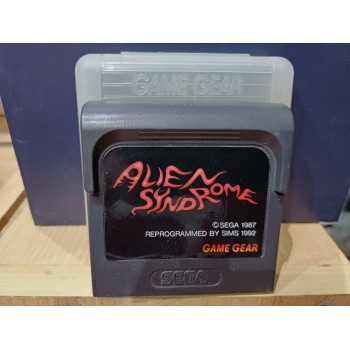 GAME GEAR
ALIEN
SYNDROME
©SEGA 1987
REPROGRAMMED BY SIMS 1992
GAME GEAR
SEGA